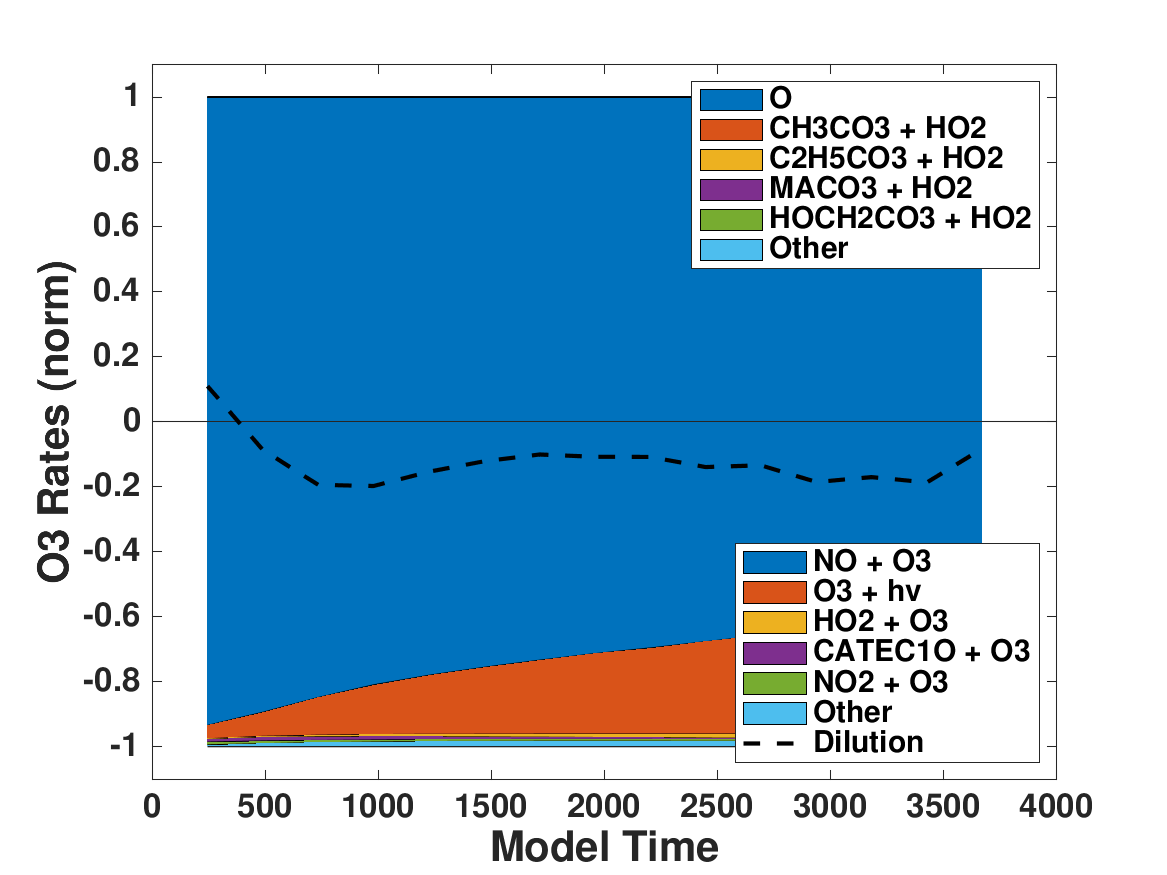 O
CH3CO3 + HO2
C2H5CO3 + HO2
MACO3 + HO2
HOCH2CO3 + HO2
Other
1
0.8
0.6
0.4
0.2
0
-0.2
-0.4
-0.6
-0.8
-1
O3 Rates (norm)
NO + O3
O3 + hv
HO2 + O3
CATEC1O + O3
NO2 + O3
Other
Dilution
0 500 1000 1500 2000 2500 3000 3500 4000
Model Time